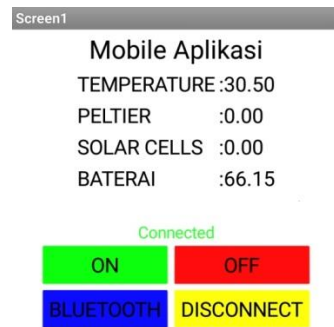 Screen1
Mobile Aplikasi
TEMPERATURE :30.50
PELTIER :0.00
SOLAR CELLS :0.00
BATERAI :66.15
Connected
ON OFF
BLUETOOTH DISCONNECT